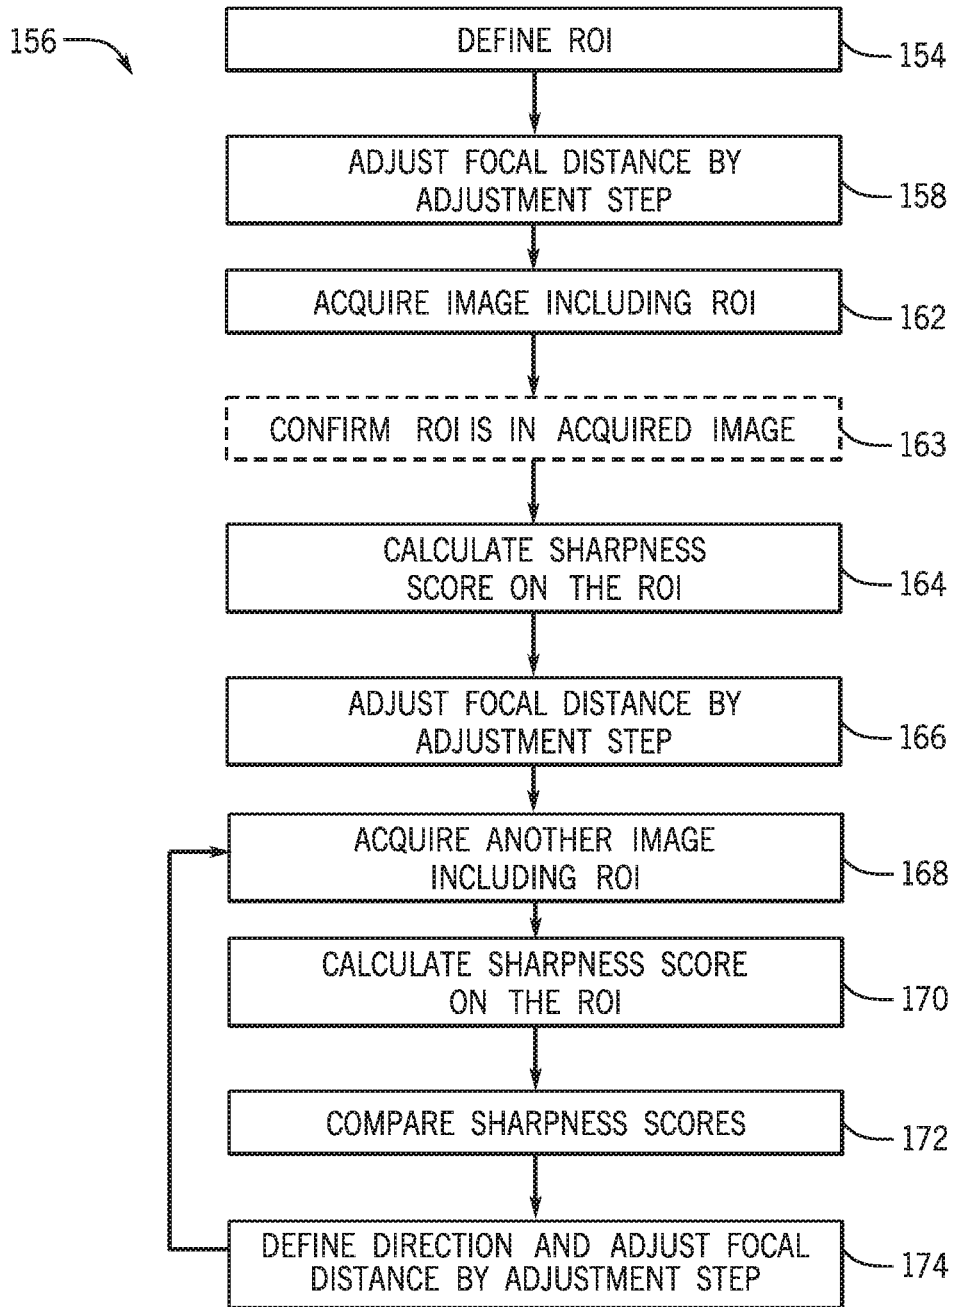 156
DEFINE ROI
154
ADJUST FOCAL DISTANCE BY
ADJUSTMENT STEP
158
ACQUIRE IMAGE INCLUDING ROI
162
CONFIRM ROI IS IN ACQUIRED IMAGE
163
CALCULATE SHARPNESS
SCORE ON THE ROI
164
ADJUST FOCAL DISTANCE BY
ADJUSTMENT STEP
166
ACQUIRE ANOTHER IMAGE
INCLUDING ROI
168
CALCULATE SHARPNESS SCORE
ON THE ROI
170
COMPARE SHARPNESS SCORES
172
DEFINE DIRECTION AND ADJUST FOCAL
DISTANCE BY ADJUSTMENT STEP
174